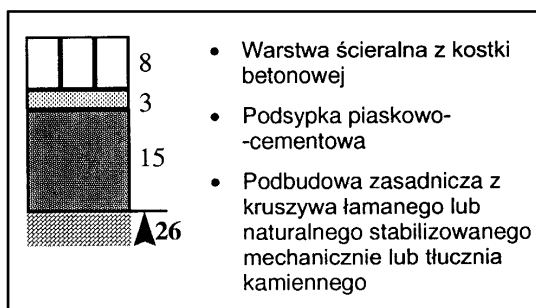 8
3
15
26
• Warstwa ścieralna z kostki
betonowej
• Podsypka piaskowo-
-cementowa
• Podbudowa zasadnicza z
kruszywa łamanego lub
naturalnego stabilizowanego
mechanicznie lub tłucznia
kamiennego